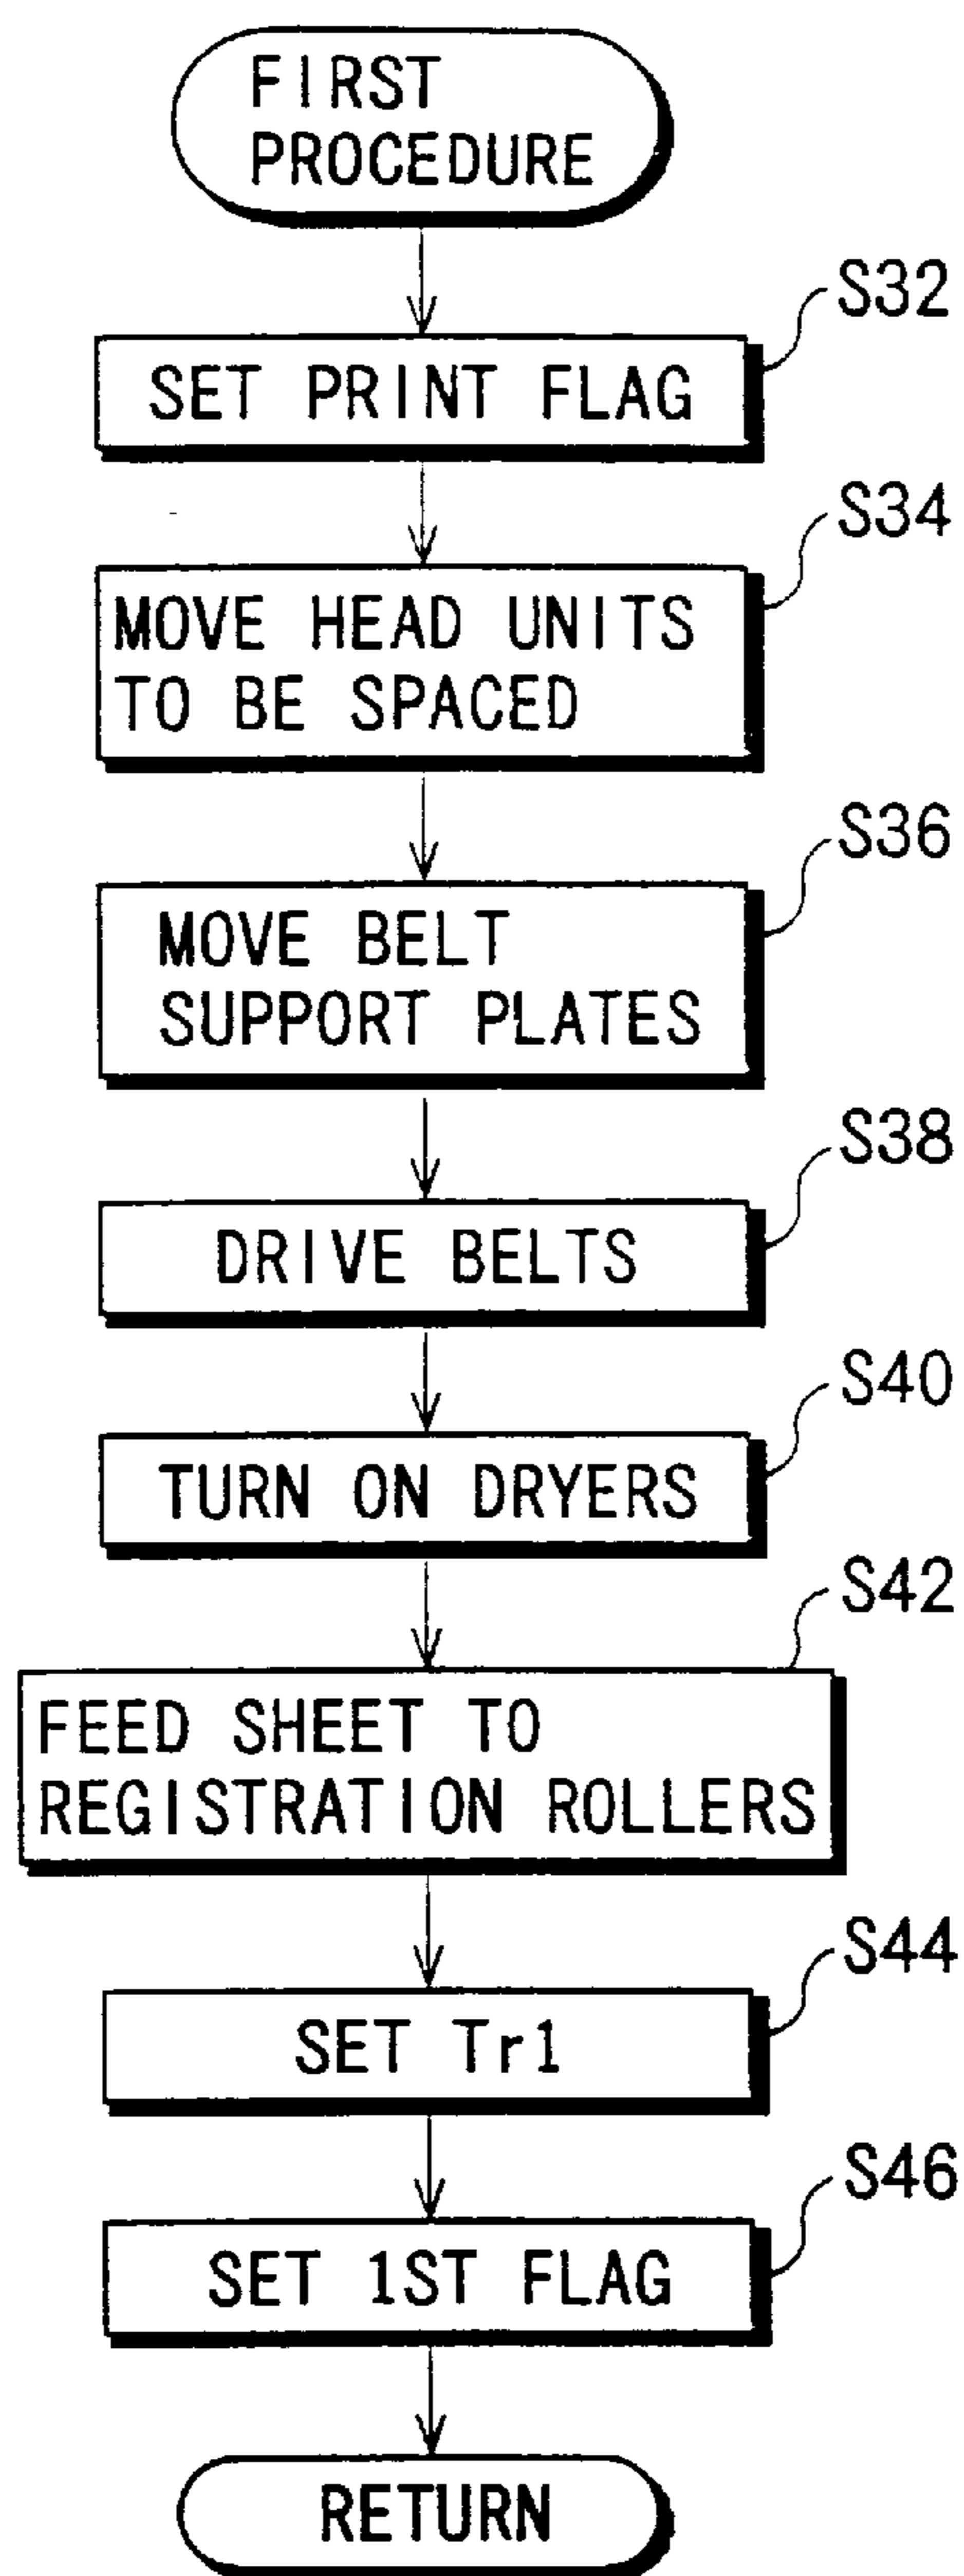 FIRST
PROCEDURE
S32
SET PRINT FLAG
S34
MOVE HEAD UNITS
TO BE SPACED
S36
MOVE BELT
SUPPORT PLATES
S38
DRIVE BELTS
S40
TURN ON DRYERS
S42
FEED SHEET TO
REGISTRATION ROLLERS
S44
SET Tr1
S46
SET 1ST FLAG
RETURN